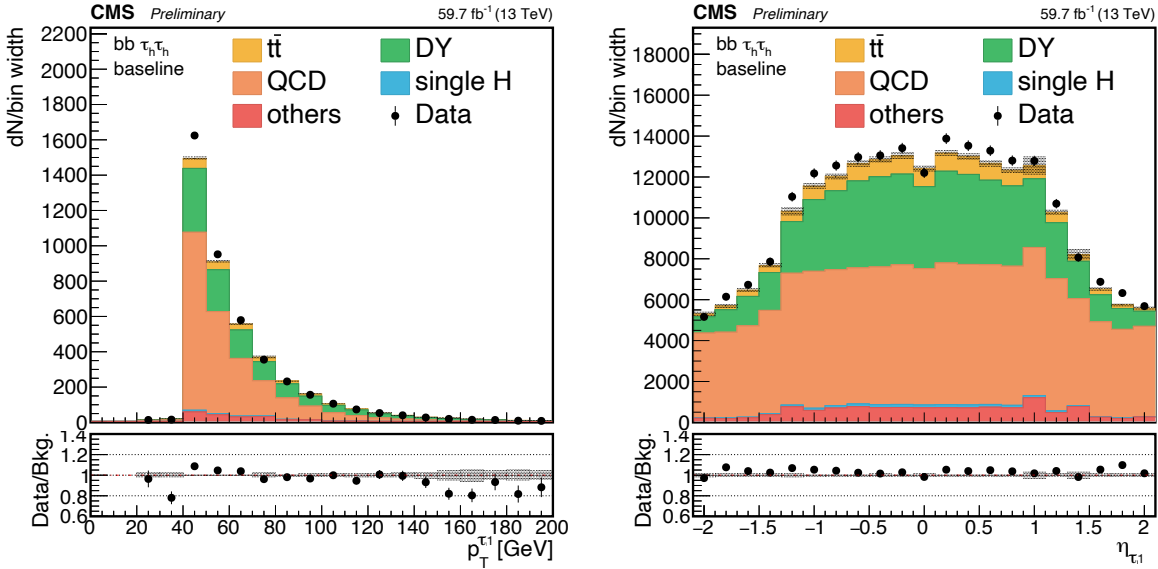 CMS Preliminary 59.7 fb⁻¹ (13 TeV)
dN/bin width
2200
2000
1800
1600
1400
1200
1000
800
600
400
200
0
bb τhτh
baseline
tt̄
DY
QCD
single H
others
Data
Data/Bkg.
1.4
1.2
1
0.8
0.6
0 20 40 60 80 100 120 140 160 180 200
p_T^τ1 [GeV]
CMS Preliminary 59.7 fb⁻¹ (13 TeV)
dN/bin width
18000
16000
14000
12000
10000
8000
6000
4000
2000
0
bb τhτh
baseline
tt̄
DY
QCD
single H
others
Data
Data/Bkg.
1.4
1.2
1
0.8
0.6
−2 −1.5 −1 −0.5 0 0.5 1 1.5 2
η_τ1